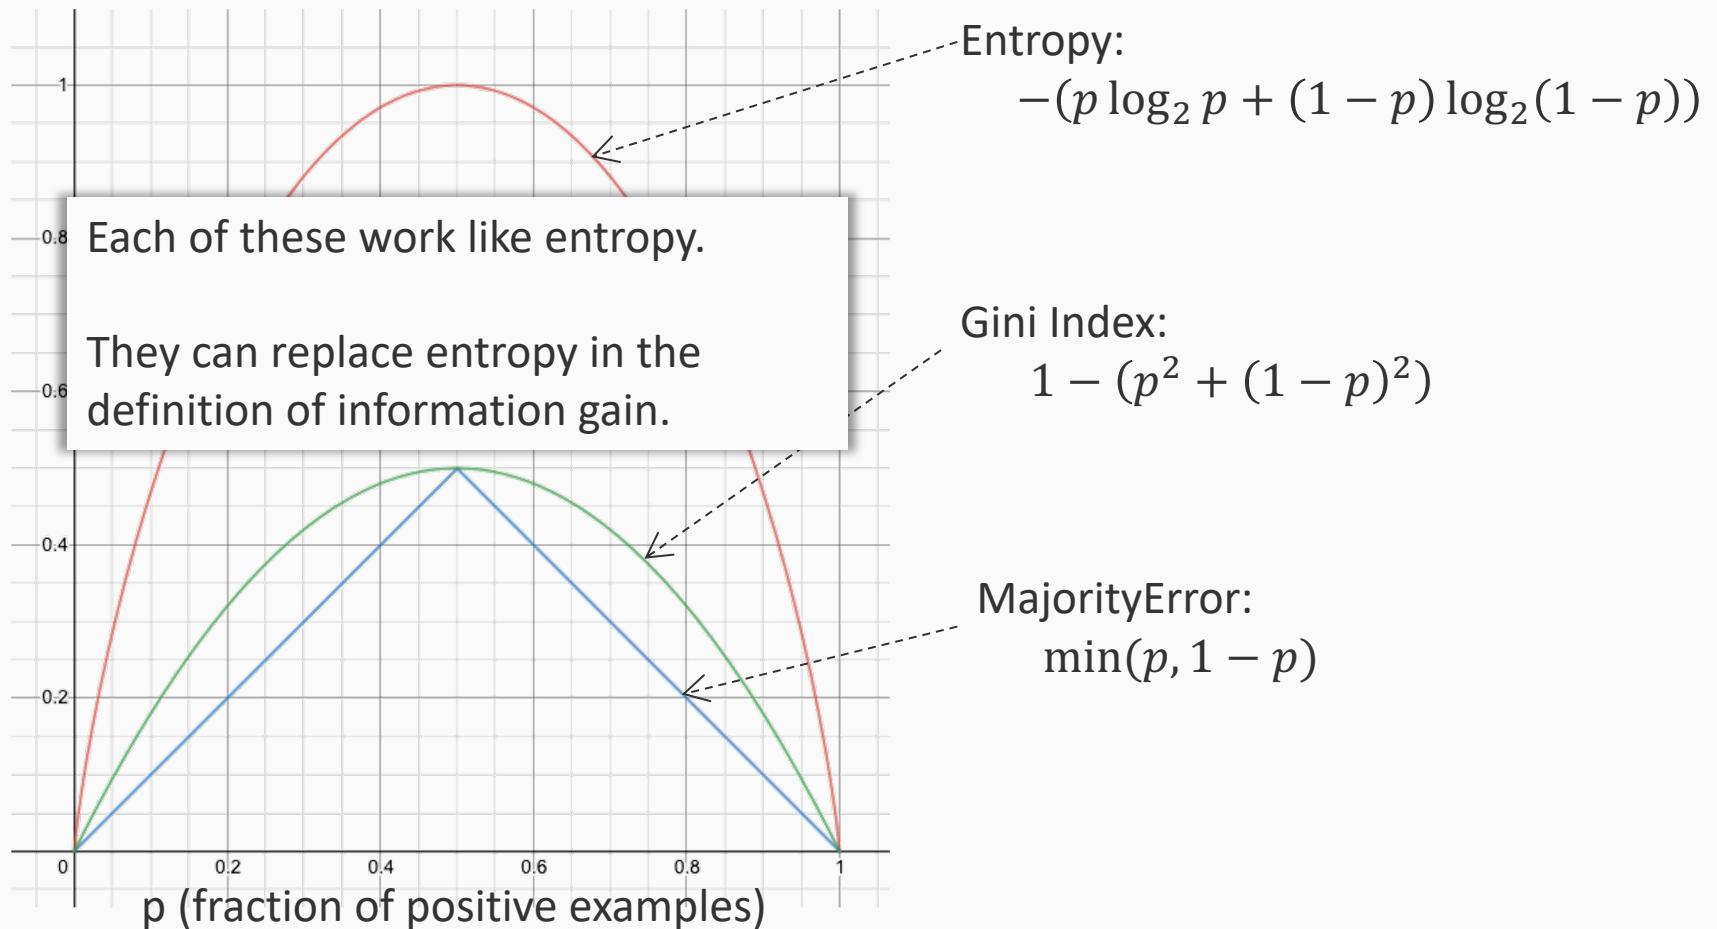 1
0.8
0.6
0.4
0.2
0
0.2
0.4
0.6
0.8
1
p (fraction of positive examples)
Each of these work like entropy.
They can replace entropy in the
definition of information gain.
Entropy:
−(p log₂ p + (1 − p) log₂(1 − p))
Gini Index:
1 − (p² + (1 − p)²)
MajorityError:
min(p, 1 − p)